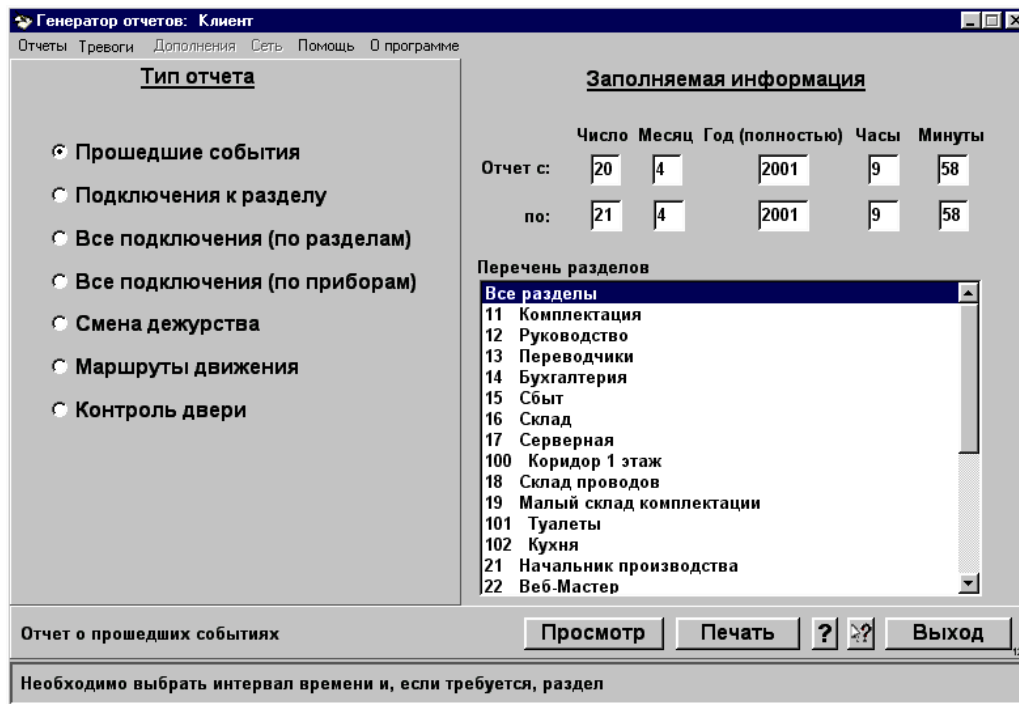 Генератор отчетов: Клиент
Отчеты Тревоги Дополнения Сеть Помощь О программе
Тип отчета
Прошедшие события
Подключения к разделу
Все подключения (по разделам)
Все подключения (по приборам)
Смена дежурства
Маршруты движения
Контроль двери
Заполняемая информация
Число Месяц Год (полностью) Часы Минуты
Отчет с: 20 4 2001 9 58
по: 21 4 2001 9 58
Перечень разделов
Все разделы
11 Комплектация
12 Руководство
13 Переводчики
14 Бухгалтерия
15 Сбыт
16 Склад
17 Серверная
100 Коридор 1 этаж
18 Склад проводов
19 Малый склад комплектации
101 Туалеты
102 Кухня
21 Начальник производства
22 Веб-Мастер
Отчет о прошедших событиях
Просмотр Печать ? ? Выход
Необходимо выбрать интервал времени и, если требуется, раздел